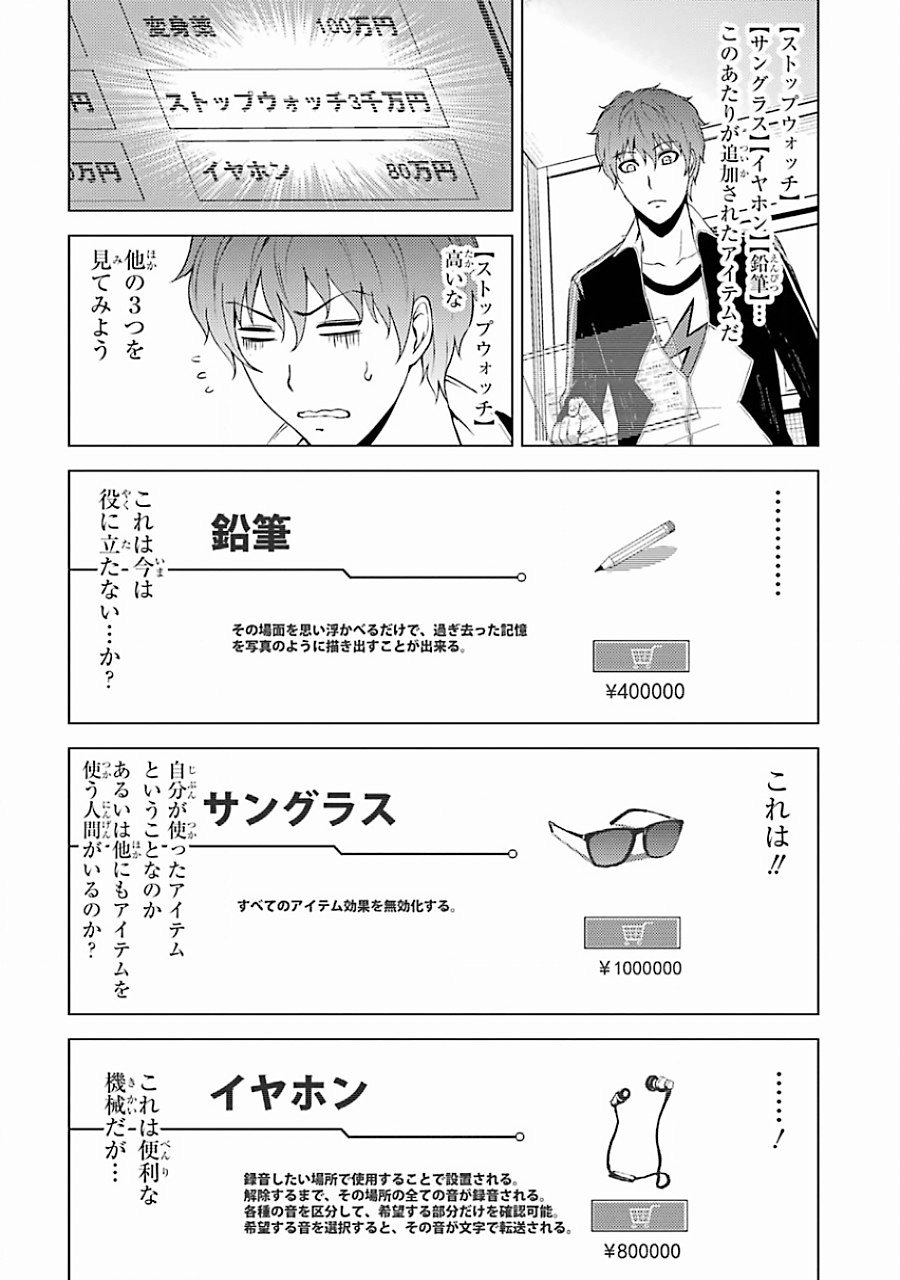 【ストップウォッチ】
【サングラス】【イヤホン】【鉛筆】…
このあたりが追加されたアイテムだ
変身薬 100万円
万円
ストップウォッチ3千万円
万円
イヤホン 80万円
【ストップウォッチ】
高いな
他の3つを
見てみよう
…………
鉛筆
その場面を思い浮かべるだけで、過ぎ去った記憶
を写真のように描き出すことが出来る。
¥400000
これは今は
役に立たない…か?
これは!!
サングラス
すべてのアイテム効果を無効化する。
¥1000000
自分が使ったアイテム
ということなのか
あるいは他にもアイテムを
使う人間がいるのか?
…!
イヤホン
録音したい場所で使用することで設置される。
解除するまで、その場所の全ての音が録音される。
各種の音を区分して、希望する部分だけを確認可能。
希望する音を選択すると、その音が文字で転送される。
¥800000
これは便利な
機械だが…